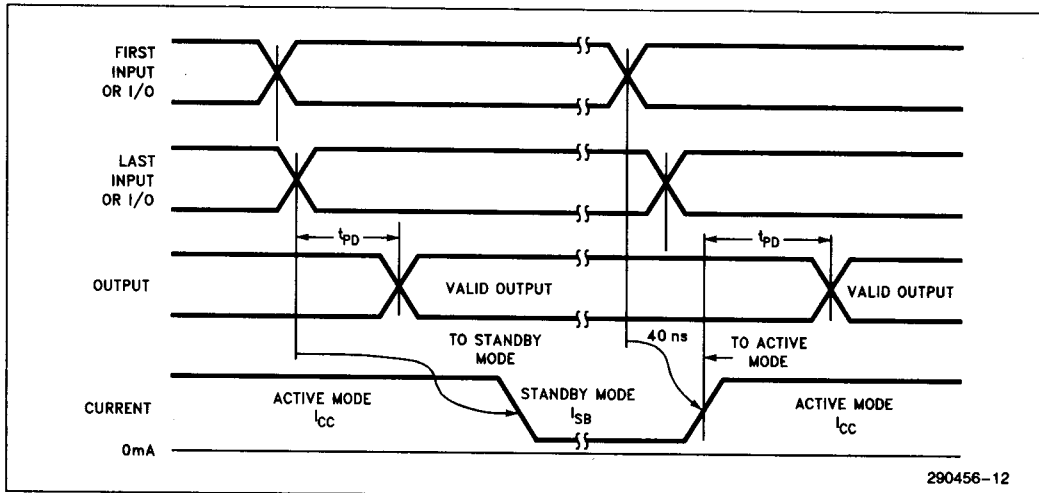 FIRST
INPUT
OR I/O
LAST
INPUT
OR I/O
tPD
tPD
OUTPUT
VALID OUTPUT
VALID OUTPUT
TO STANDBY
MODE
40 ns
TO ACTIVE
MODE
CURRENT
ACTIVE MODE
ICC
STANDBY MODE
ISB
ACTIVE MODE
ICC
0mA
290456-12